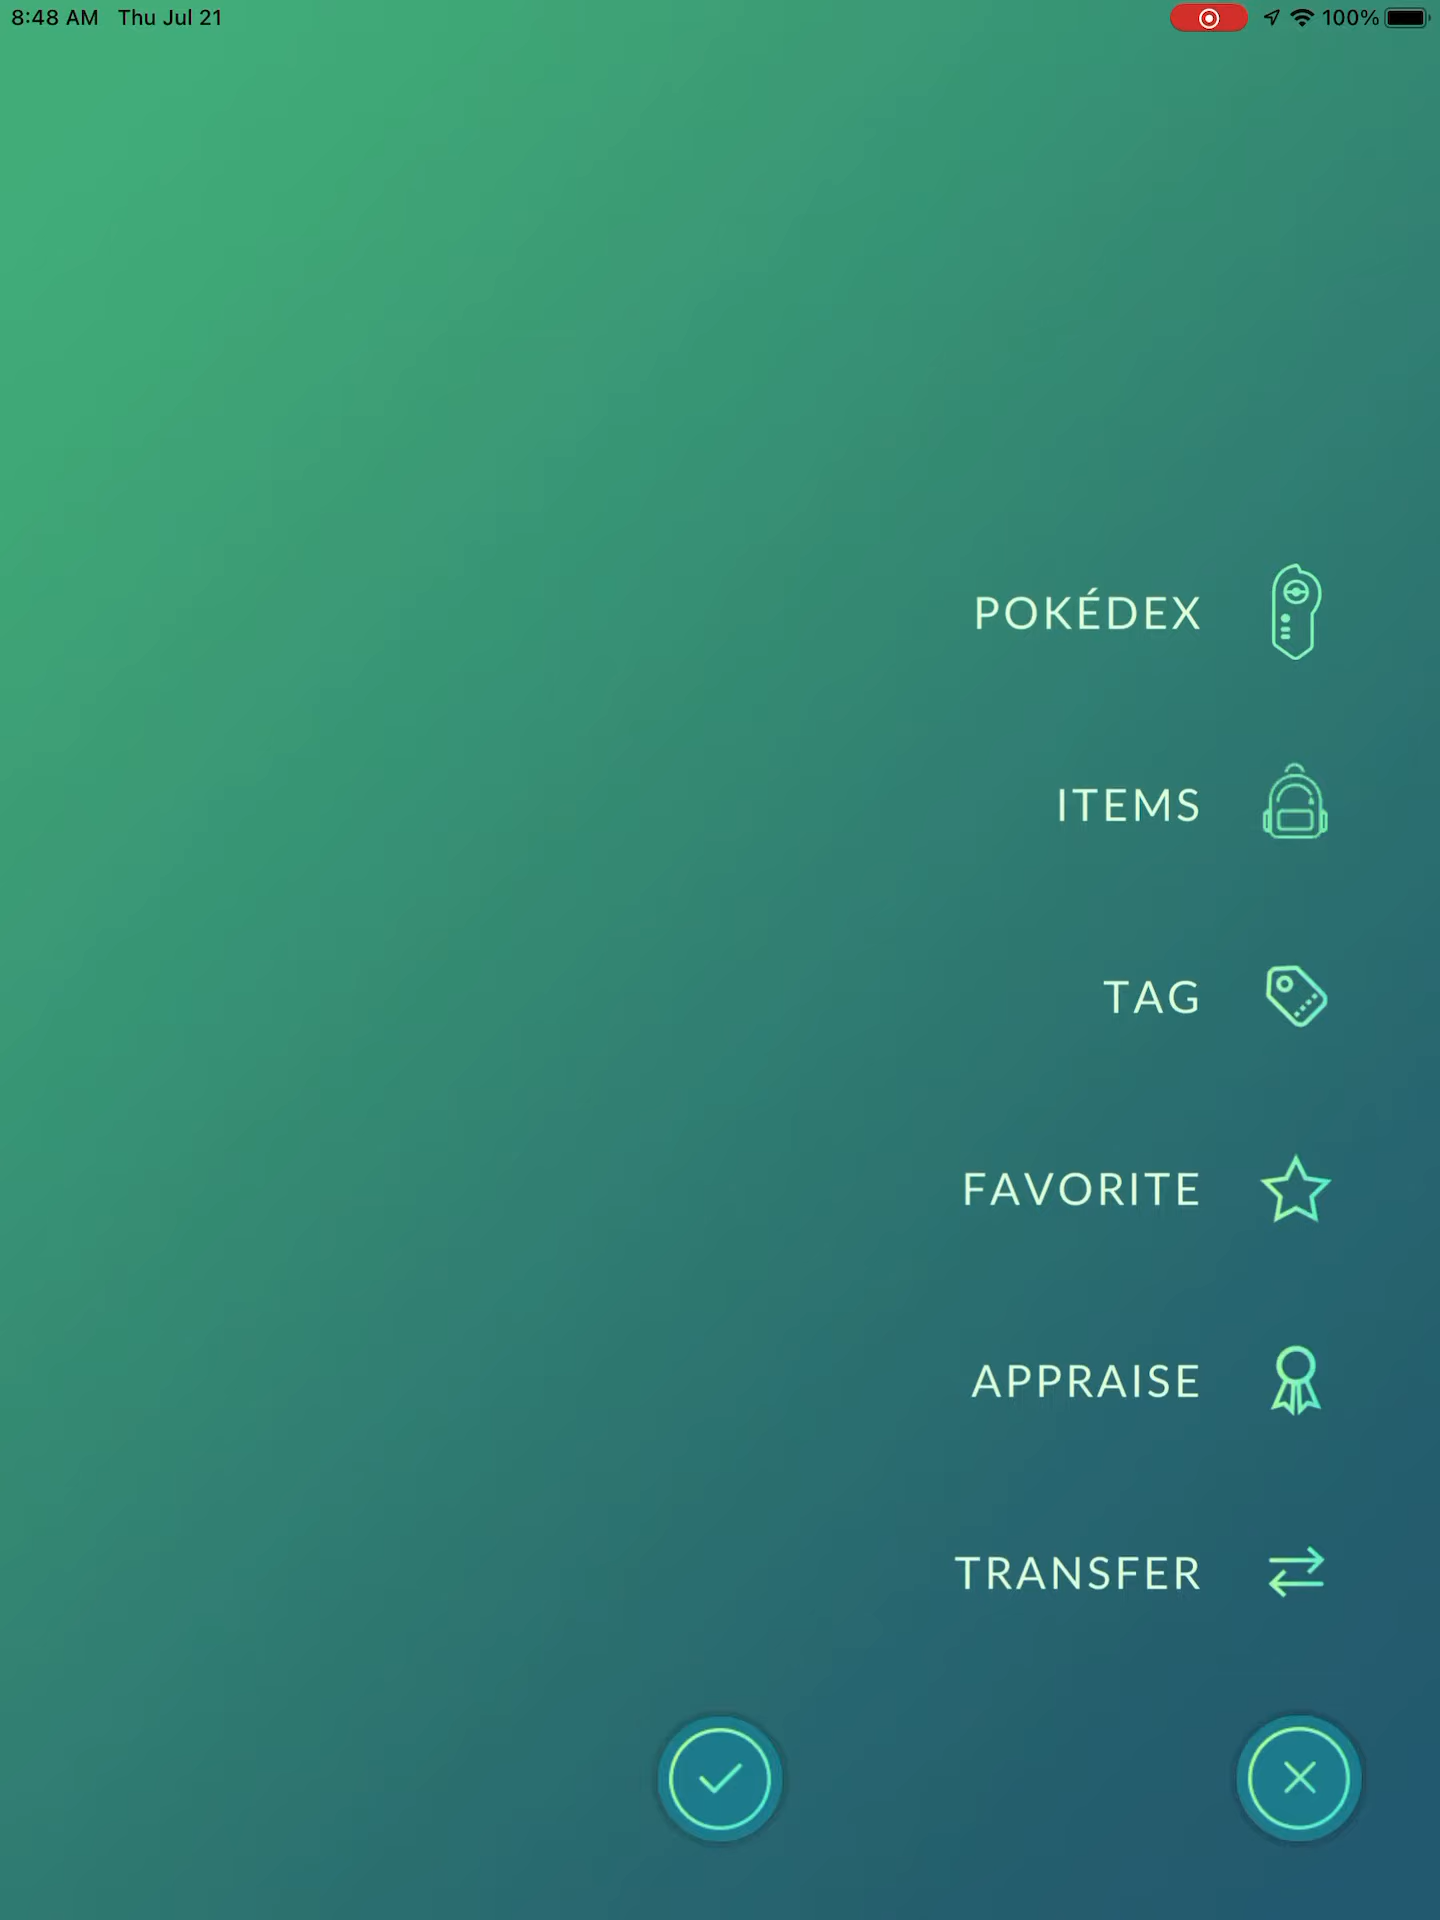 8:48 AM Thu Jul 21 100%
POKÉDEX
ITEMS
TAG
FAVORITE
APPRAISE
TRANSFER